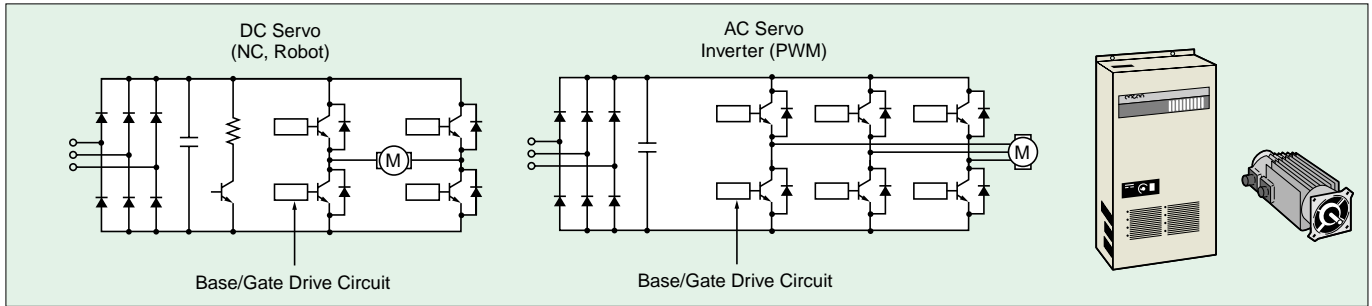 DC Servo
(NC, Robot)
M
Base/Gate Drive Circuit
AC Servo
Inverter (PWM)
M
Base/Gate Drive Circuit